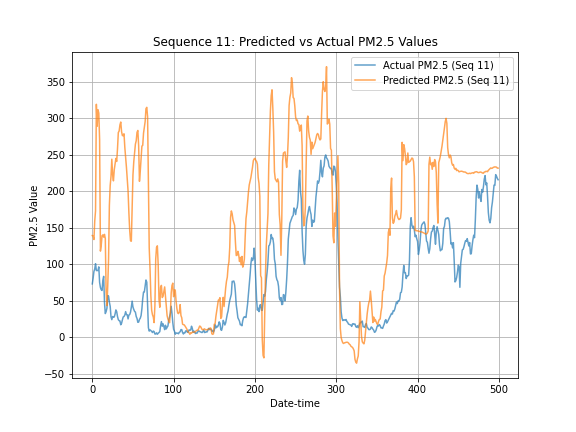 Sequence 11: Predicted vs Actual PM2.5 Values
Actual PM2.5 (Seq 11)
Predicted PM2.5 (Seq 11)
PM2.5 Value
350
300
250
200
150
100
50
0
−50
0 100 200 300 400 500
Date-time